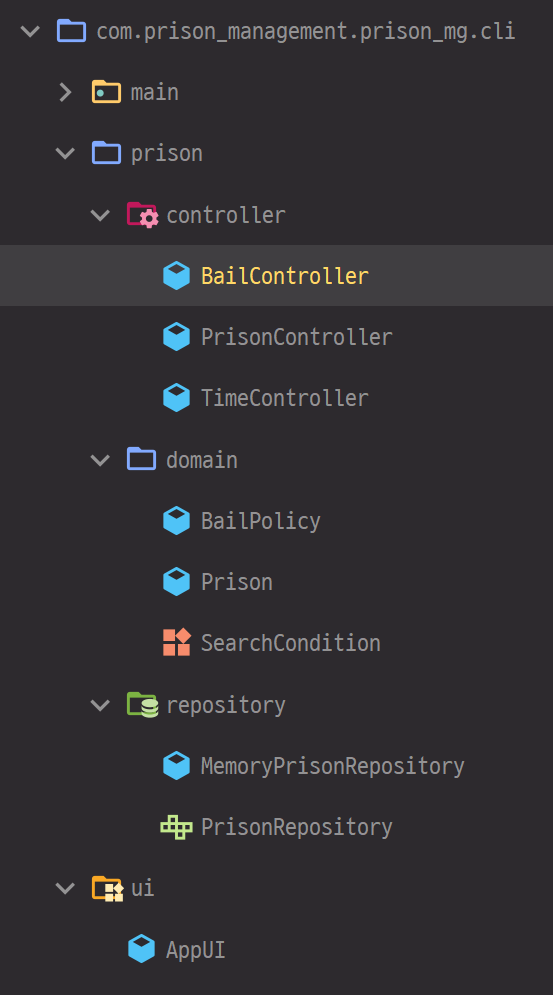 com.prison_management.prison_mg.cli
main
prison
controller
BailController
PrisonController
TimeController
domain
BailPolicy
Prison
SearchCondition
repository
MemoryPrisonRepository
PrisonRepository
ui
AppUI